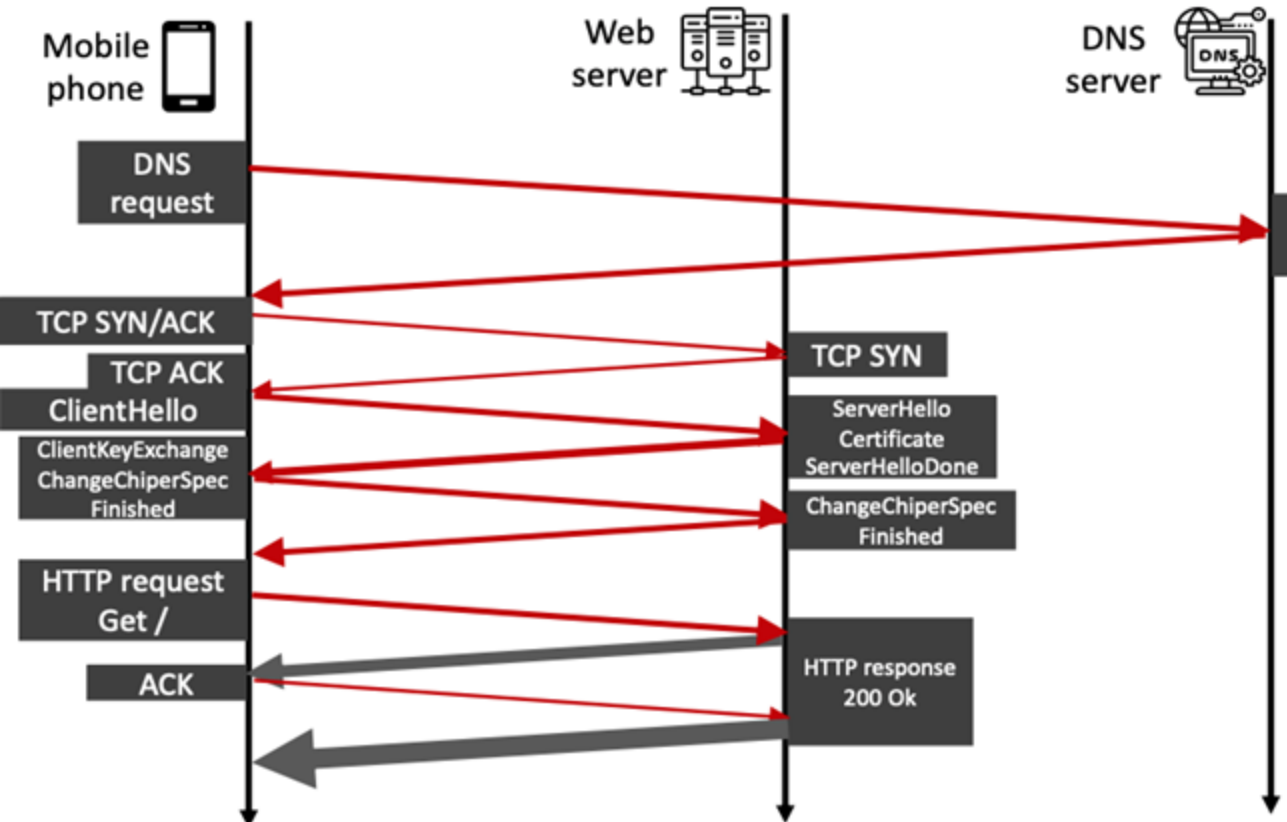 Mobile
phone
Web
server
DNS
server
DNS
DNS
request
TCP SYN/ACK
TCP SYN
TCP ACK
ClientHello
ServerHello
Certificate
ServerHelloDone
ClientKeyExchange
ChangeChiperSpec
Finished
ChangeChiperSpec
Finished
HTTP request
Get /
HTTP response
200 Ok
ACK